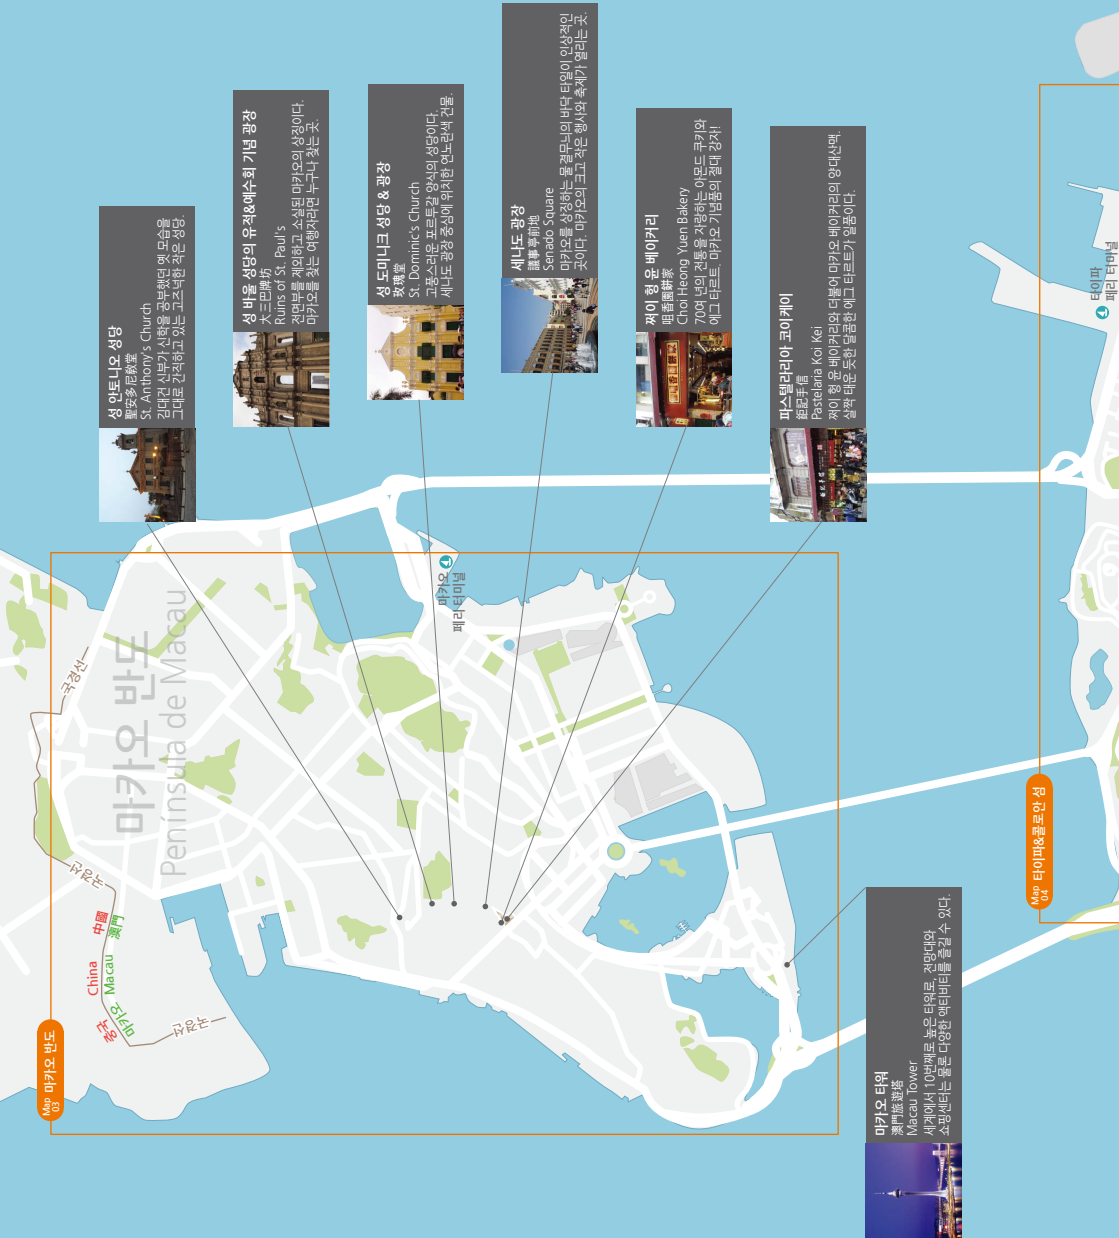 성 안토니오 성당
聖安多尼教堂
St. Anthony's Church
김대건 신부가 신학을 공부했던 옛 모습을
그대로 간직하고 있는 고즈넉한 작은 성당.
성 바울 성당의 유적&예수회 기념 광장
大三巴牌坊
Ruins of St. Paul's
전면부를 제외하고 소실된 마카오의 상징이다.
마카오를 찾는 여행자라면 누구나 찾는 곳.
성 도미니크 성당 & 광장
玫瑰堂
St. Dominic's Church
고풍스러운 포르투갈 양식의 성당이다.
세나도 광장 중심에 위치한 연노란색 건물.
세나도 광장
議事亭前地
Senado Square
마카오를 상징하는 물결무늬의 바닥 타일이 인상적인
곳이다. 마카오의 크고 작은 행사와 축제가 열리는 곳.
쩌이 헝 윤 베이커리
咀香園餠家
Choi Heong Yuen Bakery
70여 년의 전통을 자랑하는 아몬드 쿠키와
에그 타르트. 마카오 기념품의 절대 강자!
파스텔라리아 코이케이
鉅記手信
Pastelaria Koi Kei
쩌이 헝 윤 베이커리와 더불어 마카오 베이커리의 양대산맥.
살짝 태운 듯한 달콤한 에그 타르트가 일품이다.
마카오 타워
澳門旅遊塔
Macau Tower
세계에서 10번째로 높은 타워로, 전망대와
쇼핑센터는 물론 다양한 액티비티를 즐길 수 있다.
Map 03 마카오 반도
Map 04 타이파&콜로안 섬
마카오 반도
Península de Macau
국경선
국경선
국경선
중국 China 中國
마카오 Macau 澳門
마카오
페리 터미널
타이파
페리 터미널